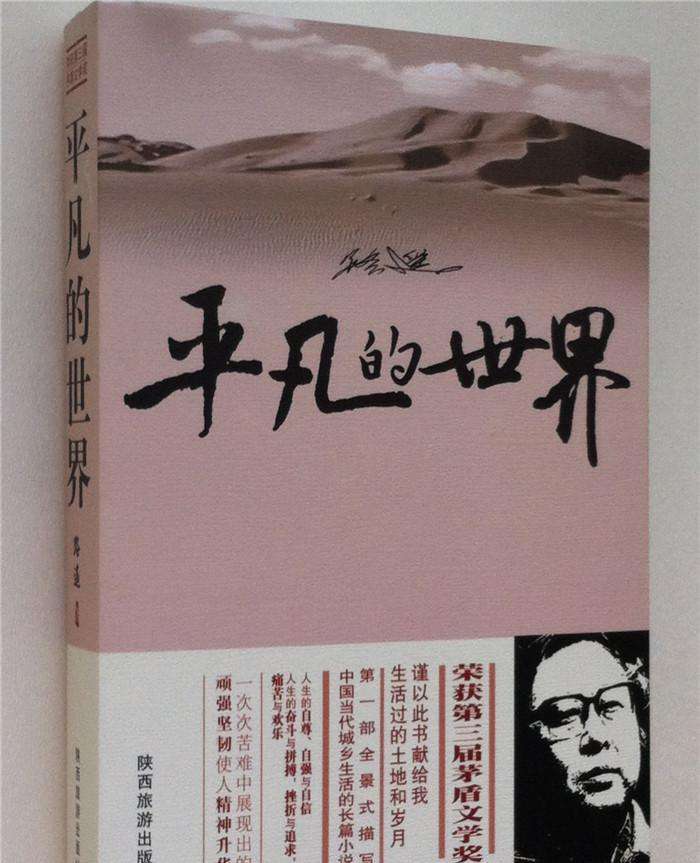 平凡的世界
路遥
平凡的世界
路遥
荣获第三届茅盾文学奖
谨以此书献给我
生活过的土地和岁月
第一部全景式描写
中国当代城乡生活的长篇小说
人生的自尊、自强与自信
人生的奋斗与拼搏，挫折与追求，
痛苦与欢乐
一次次苦难中展现出的
顽强坚韧使人精神升华
陕西旅游出版